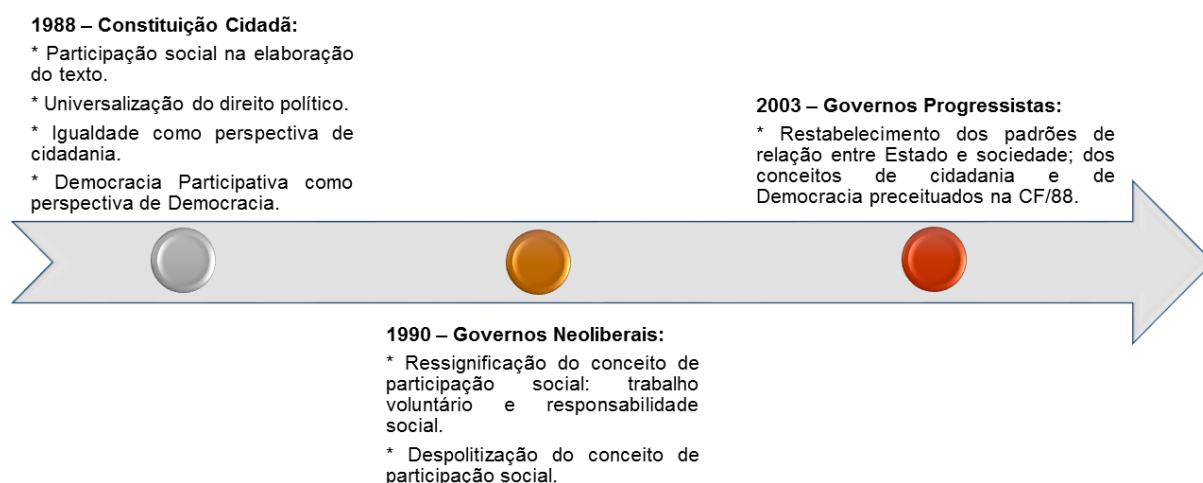 1988 – Constituição Cidadã:
* Participação social na elaboração
do texto.
* Universalização do direito político.
* Igualdade como perspectiva de
cidadania.
* Democracia Participativa como
perspectiva de Democracia.
1990 – Governos Neoliberais:
* Ressignificação do conceito de
participação social: trabalho
voluntário e responsabilidade
social.
* Despolitização do conceito de
participação social.
2003 – Governos Progressistas:
* Restabelecimento dos padrões de
relação entre Estado e sociedade; dos
conceitos de cidadania e de
Democracia preceituados na CF/88.